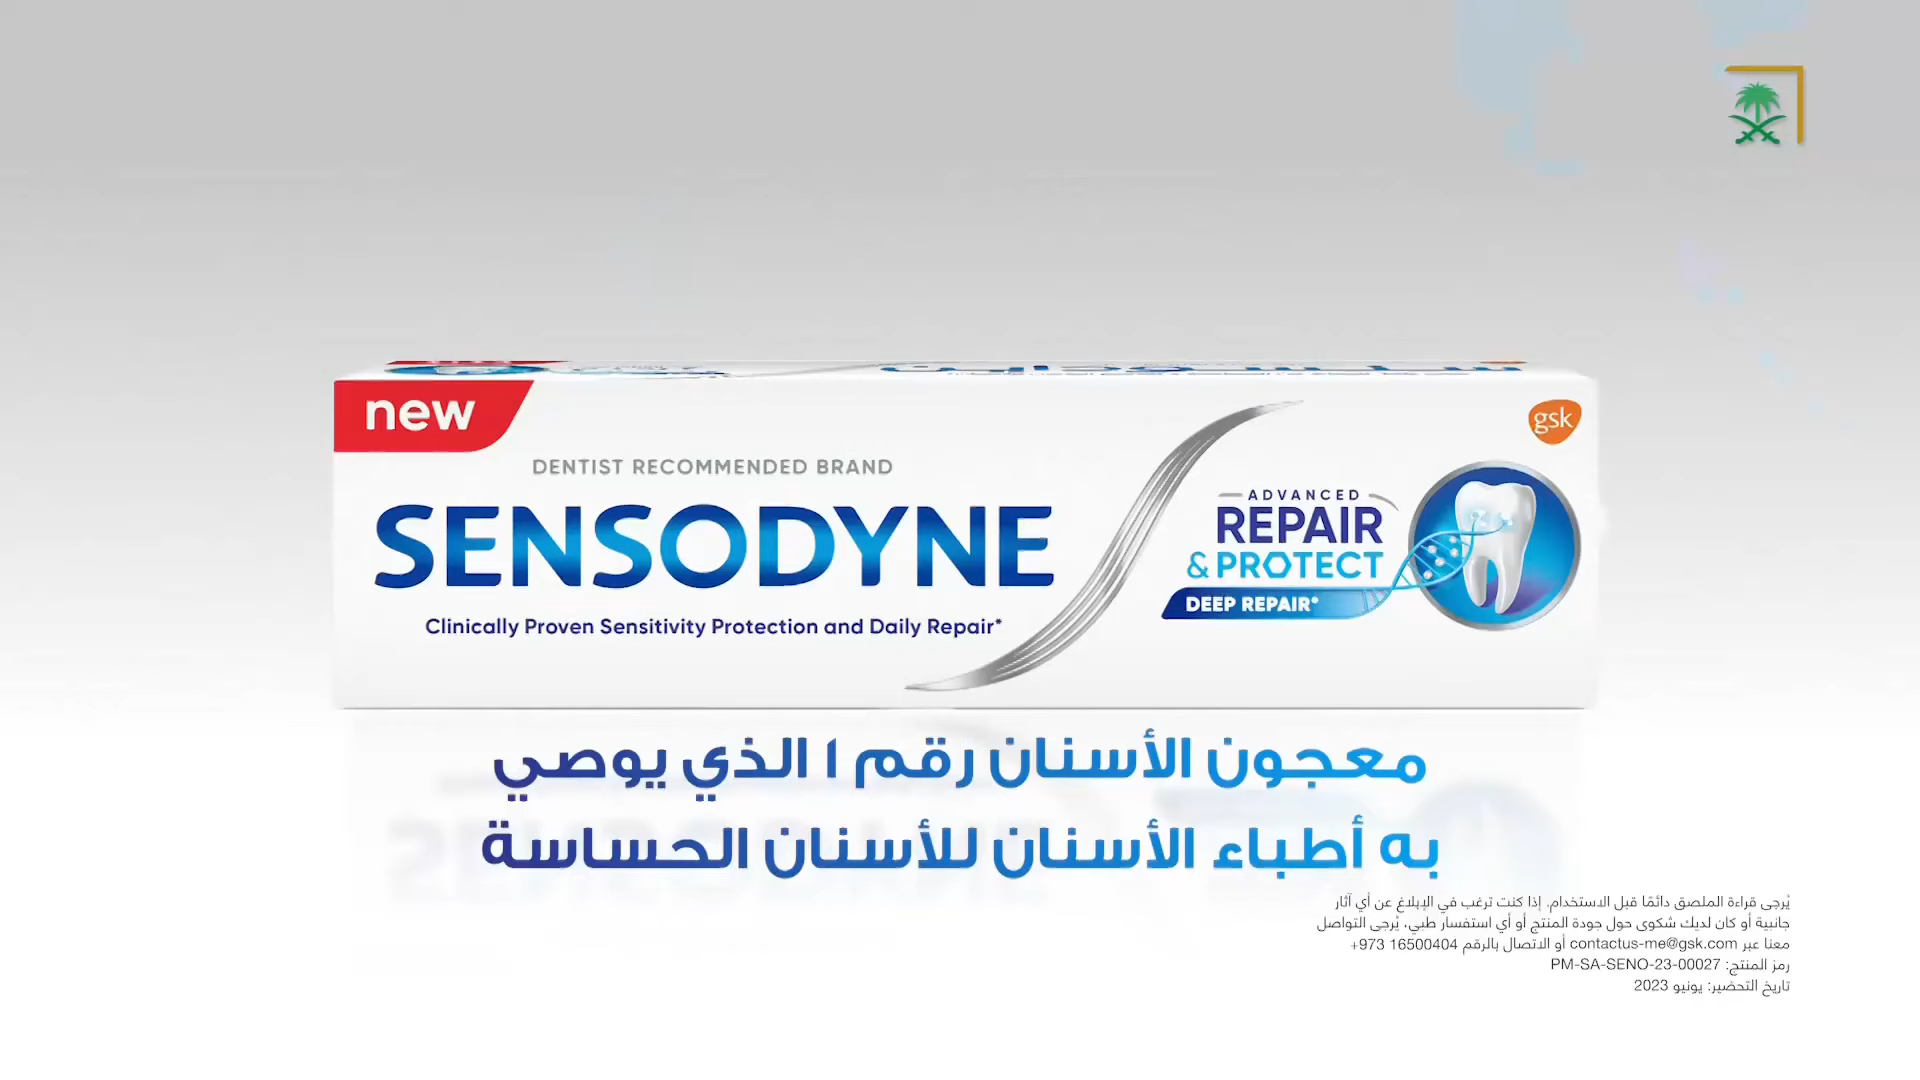 new
gsk
DENTIST RECOMMENDED BRAND
SENSODYNE
Clinically Proven Sensitivity Protection and Daily Repair*
ADVANCED
REPAIR
& PROTECT
DEEP REPAIR*
معجون الأسنان رقم ١ الذي يوصي
به أطباء الأسنان للأسنان الحساسة
يُرجى قراءة الملصق دائمًا قبل الاستخدام. إذا كنت ترغب في الإبلاغ عن أي آثار
جانبية أو كان لديك شكوى حول جودة المنتج أو أي استفسار طبي، يُرجى التواصل
معنا عبر contactus-me@gsk.com أو الاتصال بالرقم 16500404 973+
رمز المنتج: PM-SA-SENO-23-00027
تاريخ التحضير: يونيو 2023